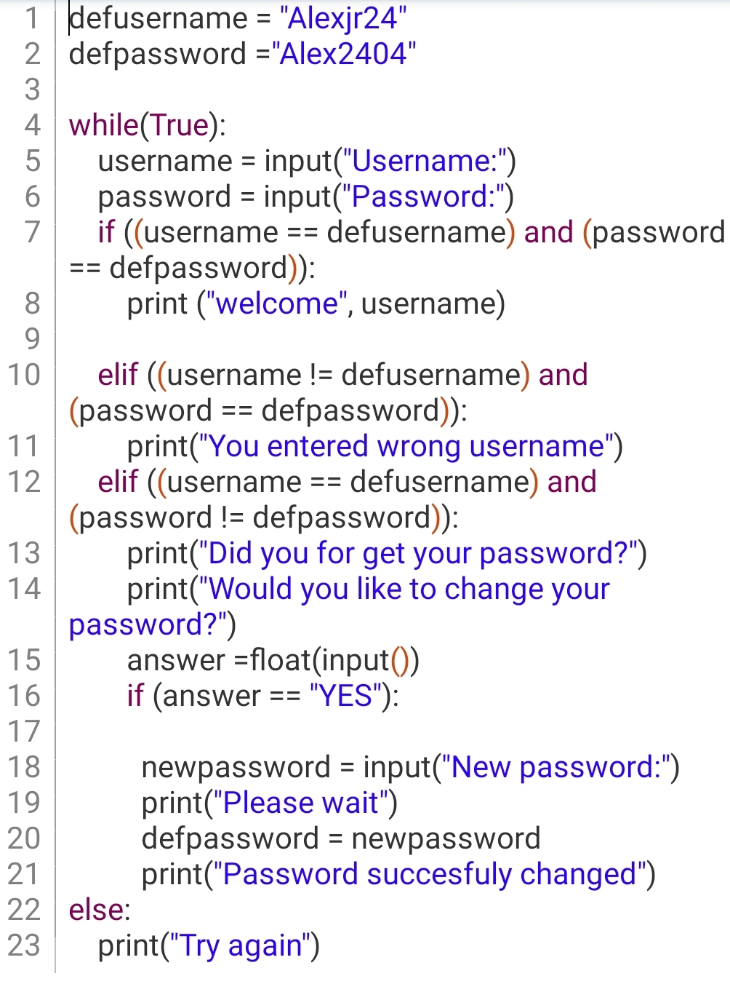 1 defusername = "Alexjr24"
2 defpassword ="Alex2404"
3
4 while(True):
5     username = input("Username:")
6     password = input("Password:")
7     if ((username == defusername) and (password
== defpassword)):
8         print ("welcome", username)
9
10     elif ((username != defusername) and
(password == defpassword)):
11         print("You entered wrong username")
12     elif ((username == defusername) and
(password != defpassword)):
13         print("Did you for get your password?")
14         print("Would you like to change your
password?")
15         answer =float(input())
16         if (answer == "YES"):
17
18           newpassword = input("New password:")
19           print("Please wait")
20           defpassword = newpassword
21           print("Password succesfuly changed")
22 else:
23     print("Try again")